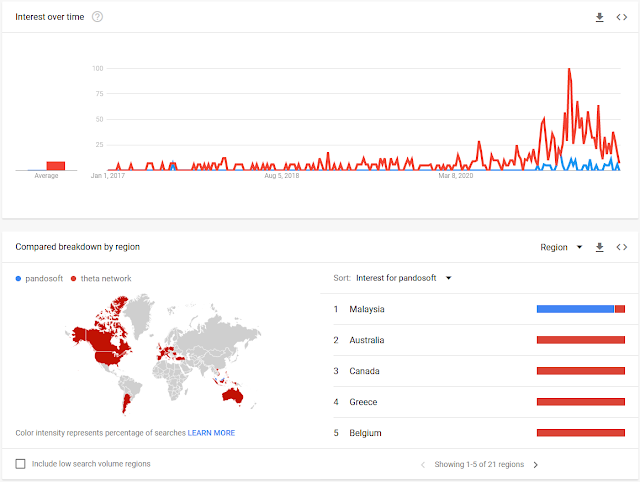 Interest over time
100
75
50
25
Average
Jan 1, 2017
Aug 5, 2018
Mar 8, 2020
Compared breakdown by region
Region
pandosoft
theta network
Sort: Interest for pandosoft
1 Malaysia
2 Australia
3 Canada
4 Greece
5 Belgium
Color intensity represents percentage of searches LEARN MORE
Include low search volume regions
Showing 1-5 of 21 regions